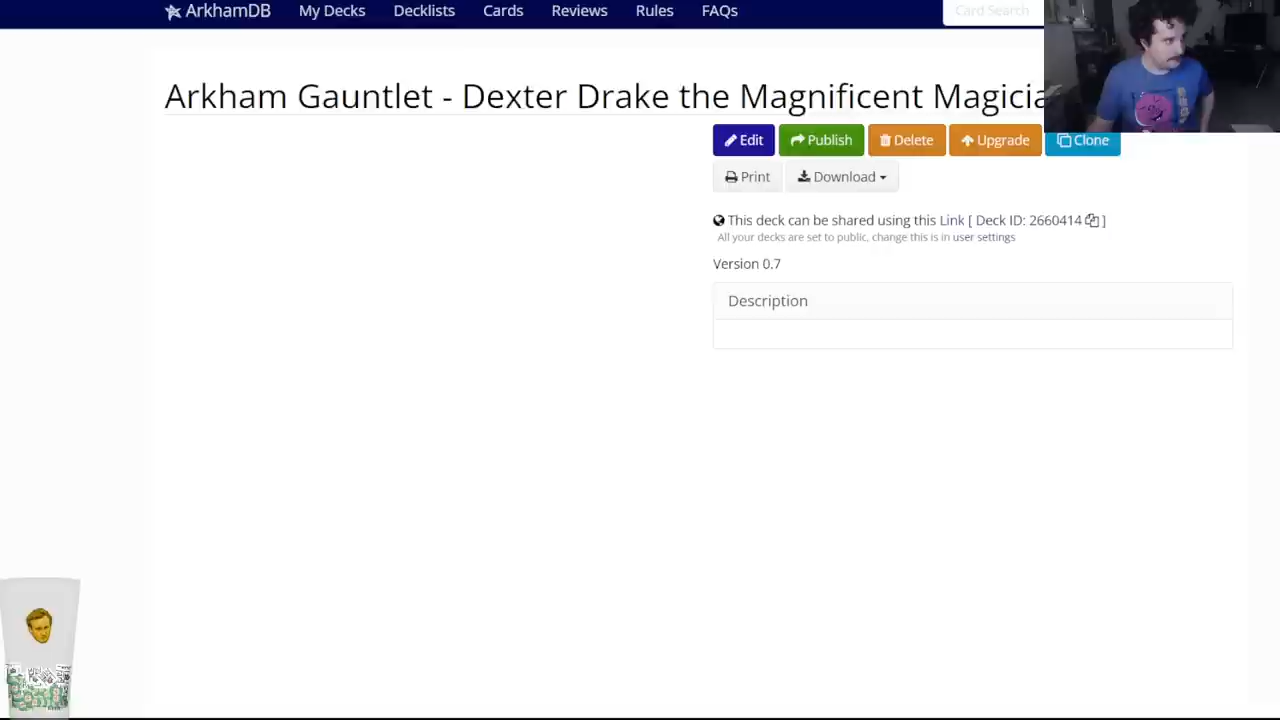 ArkhamDB My Decks Decklists Cards Reviews Rules FAQs Card Search
Arkham Gauntlet - Dexter Drake the Magnificent Magicia
Edit Publish Delete Upgrade Clone
Print Download
This deck can be shared using this Link [ Deck ID: 2660414 ]
All your decks are set to public, change this is in user settings
Version 0.7
Description